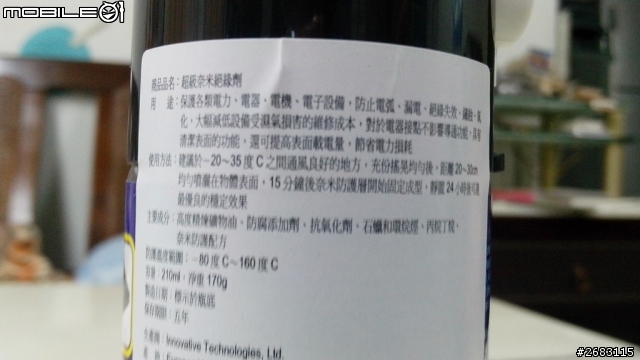 MOBILE01
商品品名：超級奈米絕緣劑
用　途：保護各類電力、電器、電機、電子設備，防止電弧、漏電、絕緣失效、鏽蝕、氧
化，大幅減低設備受濕氣損害的維修成本，對於電器接點不影響導通功能，具有
清潔表面的功能，還可提高表面載電量，節省電力損耗
使用方法：建議於－20～35度C之間通風良好的地方，充份搖晃均勻後，距離20～30cm
均勻噴灑在物體表面，15分鐘後奈米防護層開始固定成型，靜置24小時後可達
最優良的穩定效果
主要成分：高度精煉礦物油、防腐添加劑、抗氧化劑、石蠟和環烷烴、丙烷丁烷、
奈米防護配方
防護溫度範圍：－80度C～160度C
容量：210ml，淨重170g
製造日期：標示於瓶底
保存期限：五年
生產商：Innovative Technologies, Ltd.
#2683115